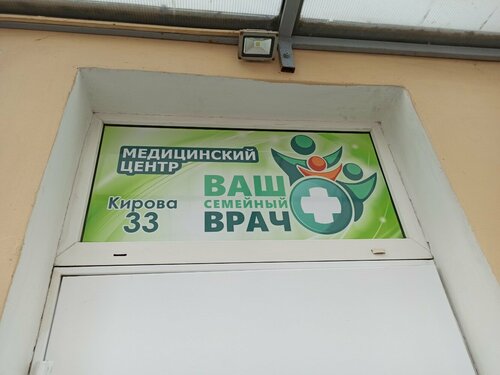 МЕДИЦИНСКИЙ
ЦЕНТР
Кирова
33
ВАШ
СЕМЕЙНЫЙ
ВРАЧ